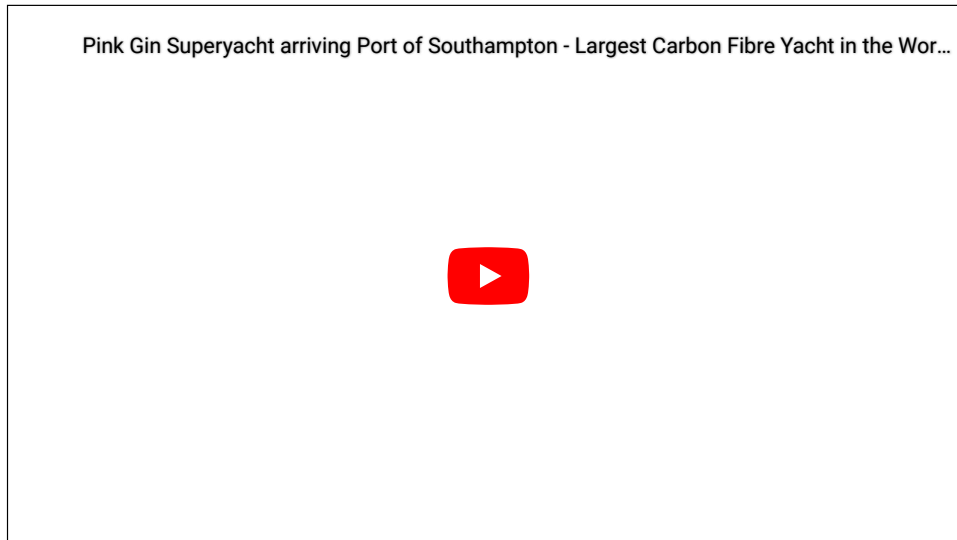 Pink Gin Superyacht arriving Port of Southampton - Largest Carbon Fibre Yacht in the Wor...